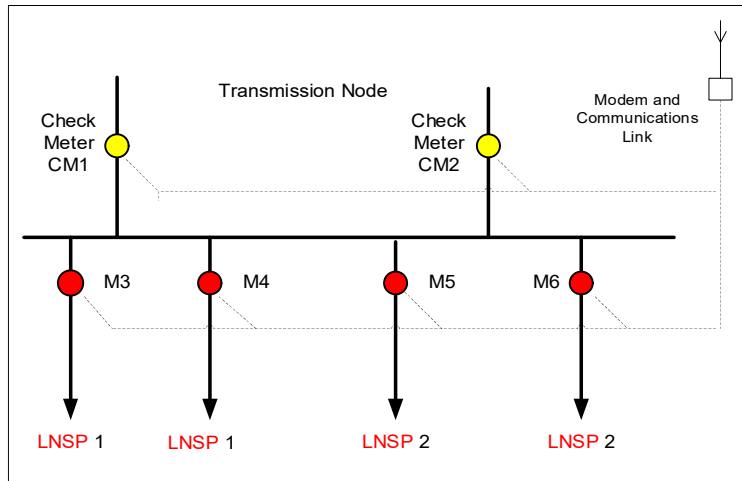 Transmission Node
Modem and
Communications
Link
Check
Meter
CM1
Check
Meter
CM2
M3
M4
M5
M6
LNSP 1
LNSP 1
LNSP 2
LNSP 2